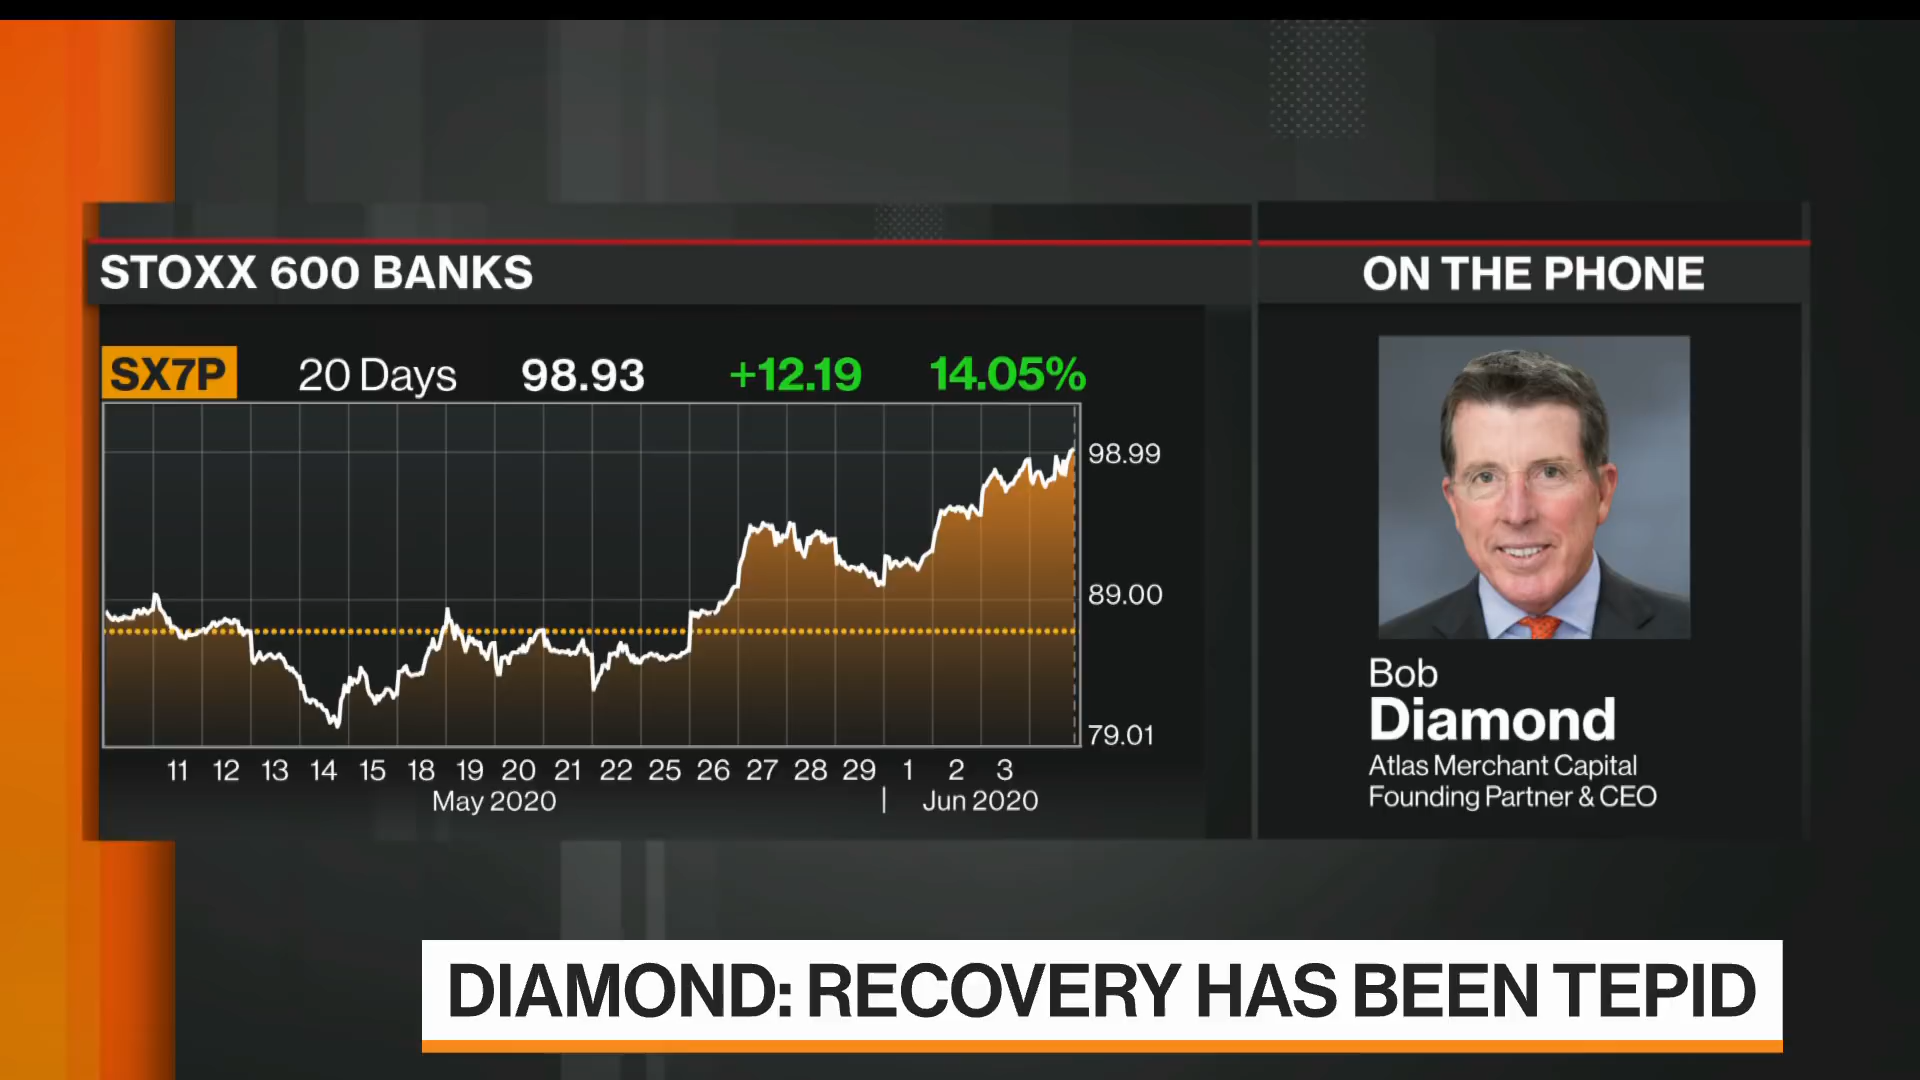 STOXX 600 BANKS
SX7P 20 Days 98.93 +12.19 14.05%
98.99
89.00
79.01
11 12 13 14 15 18 19 20 21 22 25 26 27 28 29 1 2 3
May 2020 | Jun 2020
ON THE PHONE
Bob
Diamond
Atlas Merchant Capital
Founding Partner & CEO
DIAMOND: RECOVERY HAS BEEN TEPID